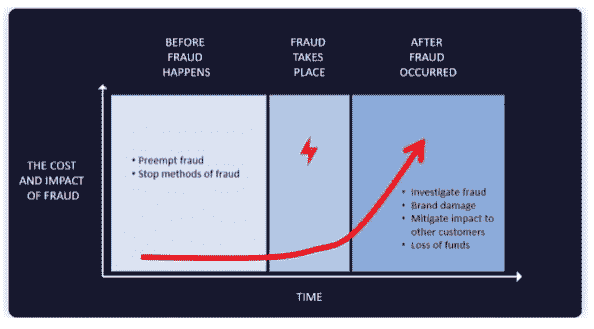 BEFORE
FRAUD
HAPPENS
FRAUD
TAKES
PLACE
AFTER
FRAUD
OCCURRED
THE COST
AND IMPACT
OF FRAUD
• Preempt fraud
• Stop methods of fraud
• Investigate fraud
• Brand damage
• Mitigate impact to
other customers
• Loss of funds
TIME